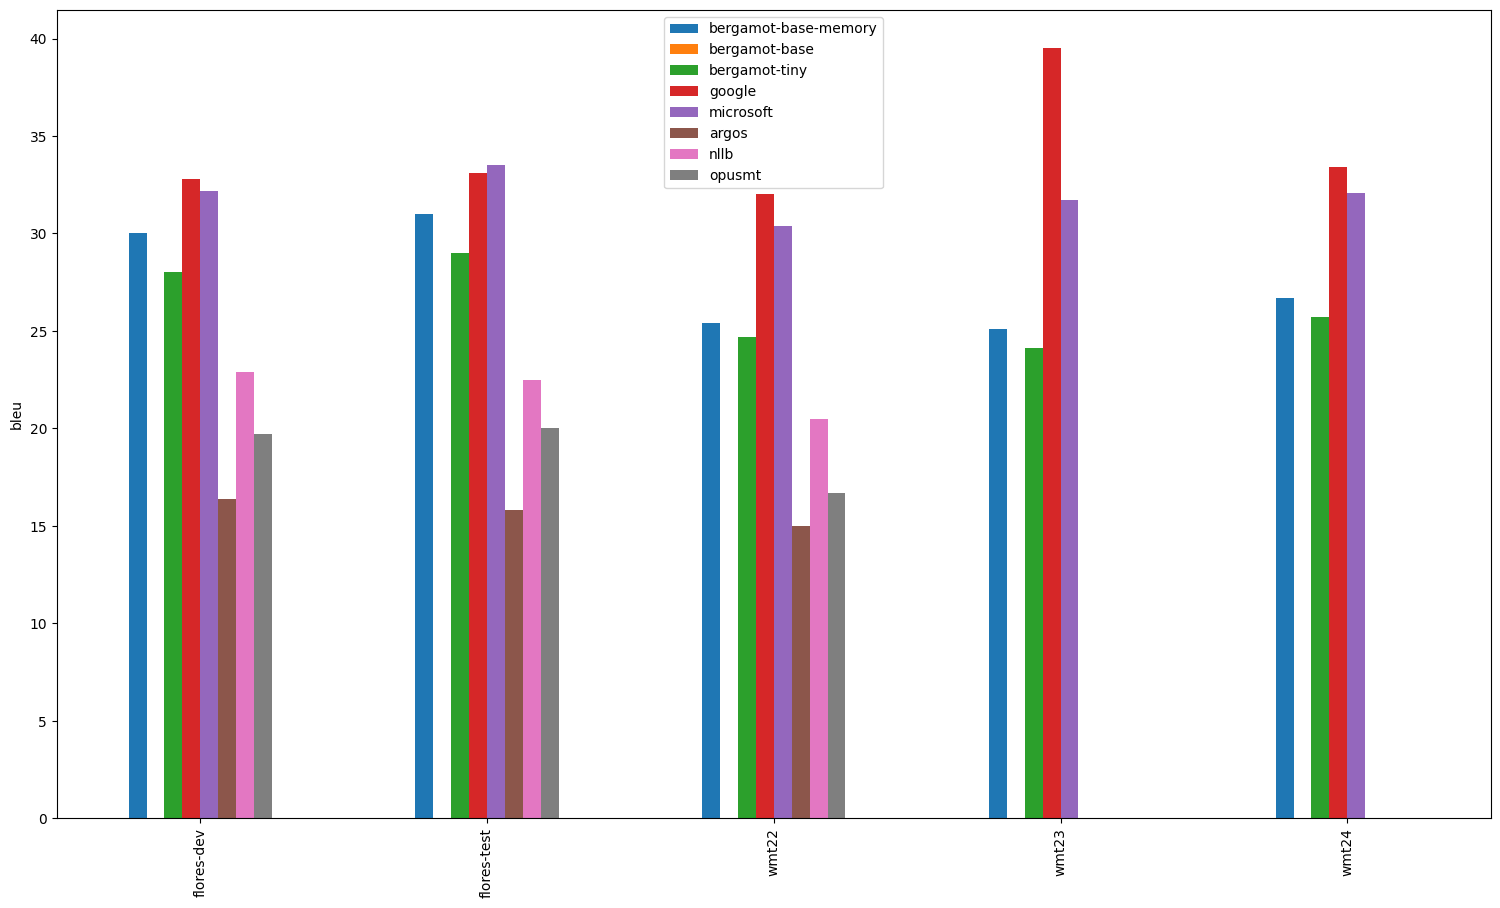 bergamot-base-memory
bergamot-base
bergamot-tiny
google
microsoft
argos
nllb
opusmt
bleu
40
35
30
25
20
15
10
5
0
flores-dev
flores-test
wmt22
wmt23
wmt24